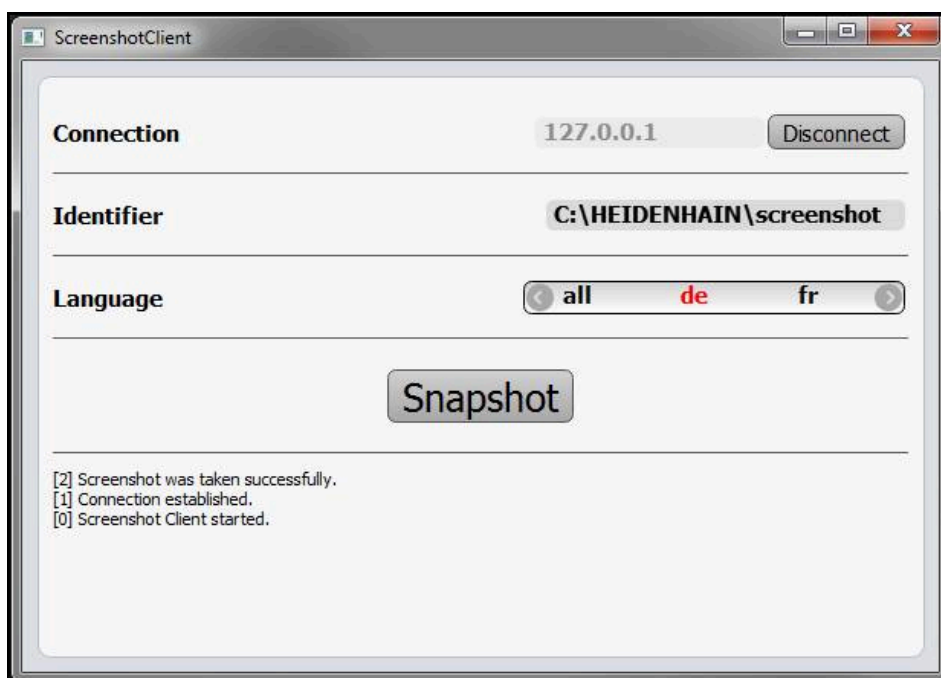 ScreenshotClient
Connection 127.0.0.1 Disconnect
Identifier C:\HEIDENHAIN\screenshot
Language all de fr
Snapshot
[2] Screenshot was taken successfully.
[1] Connection established.
[0] Screenshot Client started.